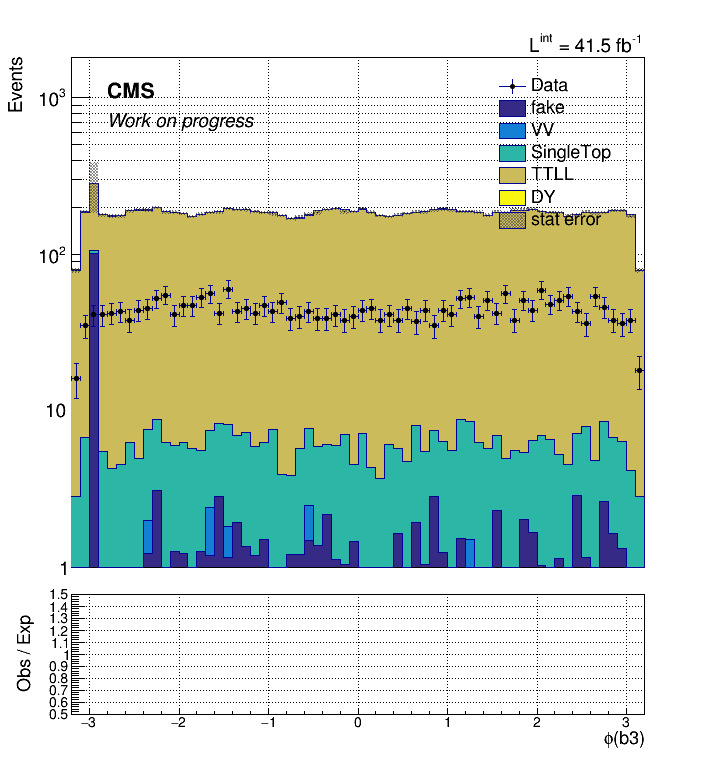 L^int = 41.5 fb^-1
Events
CMS
Work on progress
Data
fake
VV
SingleTop
TTLL
DY
stat error
10^3
10^2
10
1
Obs / Exp
1.5
1.4
1.3
1.2
1.1
1
0.9
0.8
0.7
0.6
0.5
−3 −2 −1 0 1 2 3
ϕ(b3)